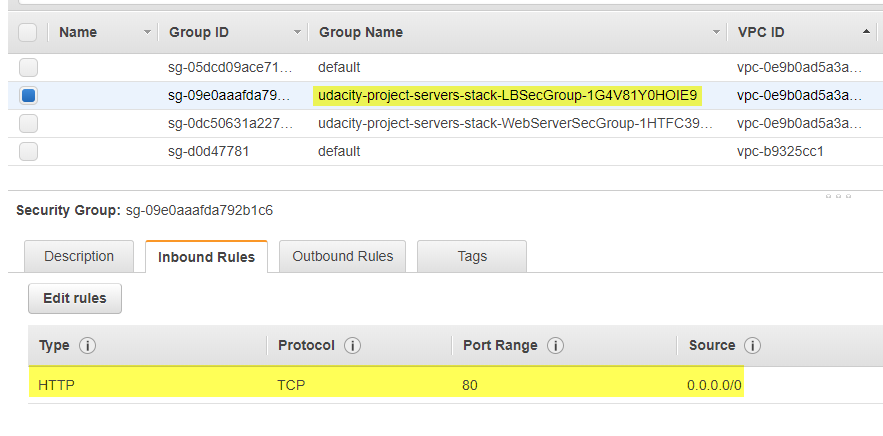 Name Group ID Group Name VPC ID
sg-05dcd09ace71... default vpc-0e9b0ad5a3a...
sg-09e0aaafda79... udacity-project-servers-stack-LBSecGroup-1G4V81Y0HOIE9 vpc-0e9b0ad5a3a...
sg-0dc50631a227... udacity-project-servers-stack-WebServerSecGroup-1HTFC39... vpc-0e9b0ad5a3a...
sg-d0d47781 default vpc-b9325cc1
Security Group: sg-09e0aaafda792b1c6
Description Inbound Rules Outbound Rules Tags
Edit rules
Type Protocol Port Range Source
HTTP TCP 80 0.0.0.0/0